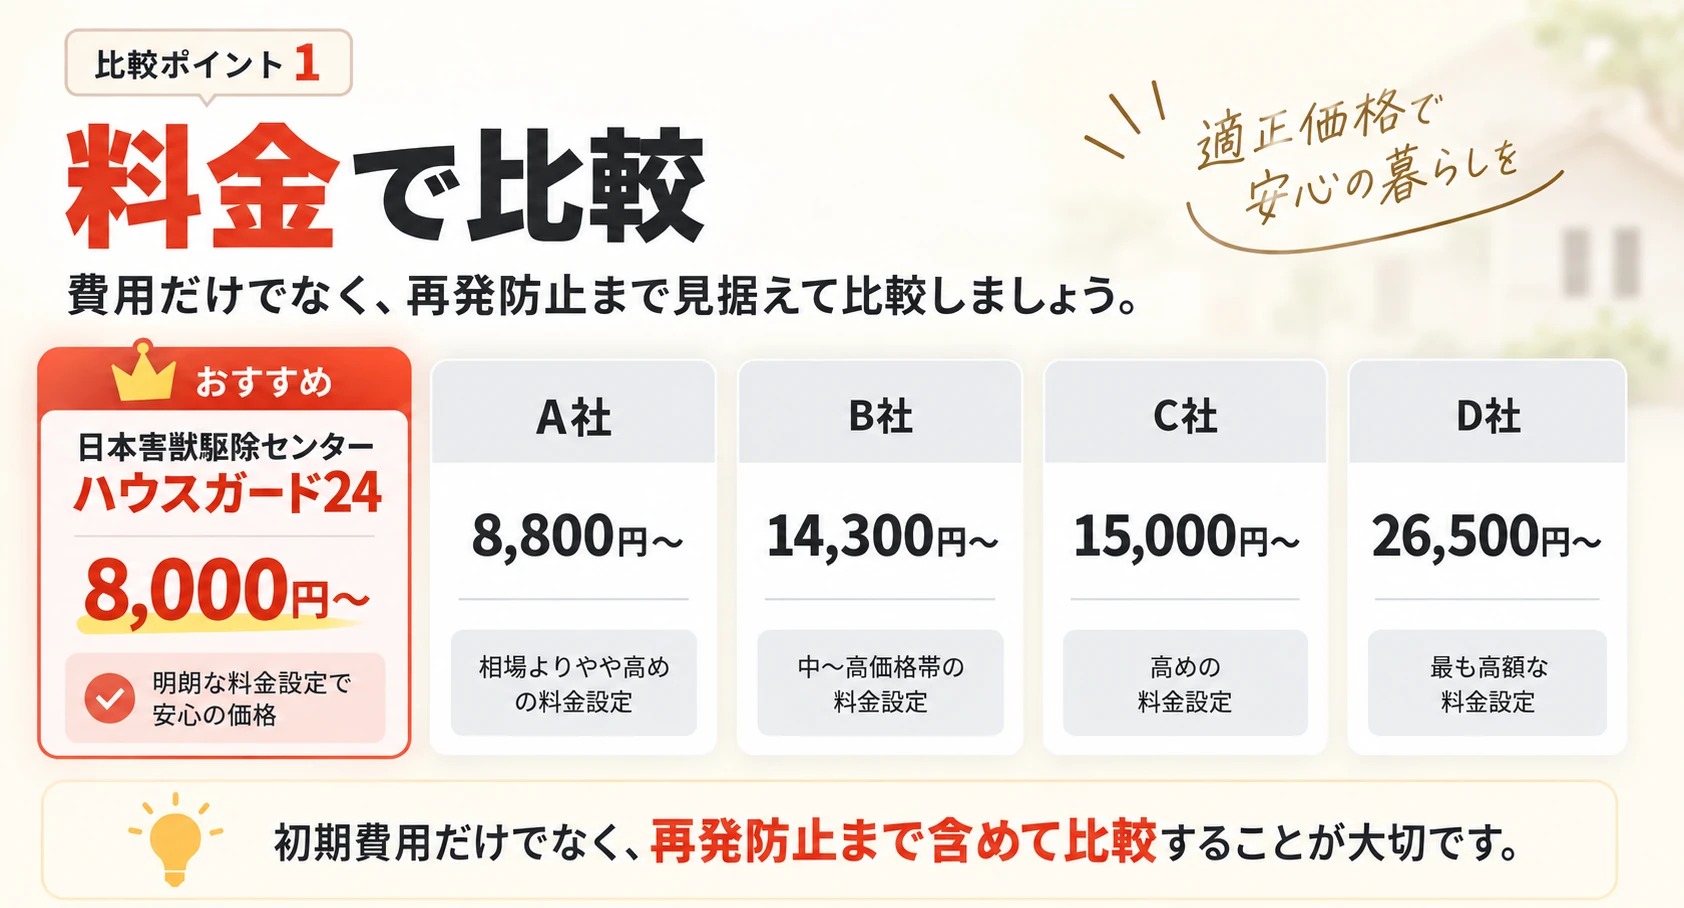 比較ポイント 1
料金で比較
適正価格で
安心の暮らしを
費用だけでなく、再発防止まで見据えて比較しましょう。
おすすめ
日本害獣駆除センター
ハウスガード24
8,000円～
明朗な料金設定で
安心の価格
A社
8,800円～
相場よりやや高め
の料金設定
B社
14,300円～
中～高価格帯の
料金設定
C社
15,000円～
高めの
料金設定
D社
26,500円～
最も高額な
料金設定
初期費用だけでなく、再発防止まで含めて比較することが大切です。